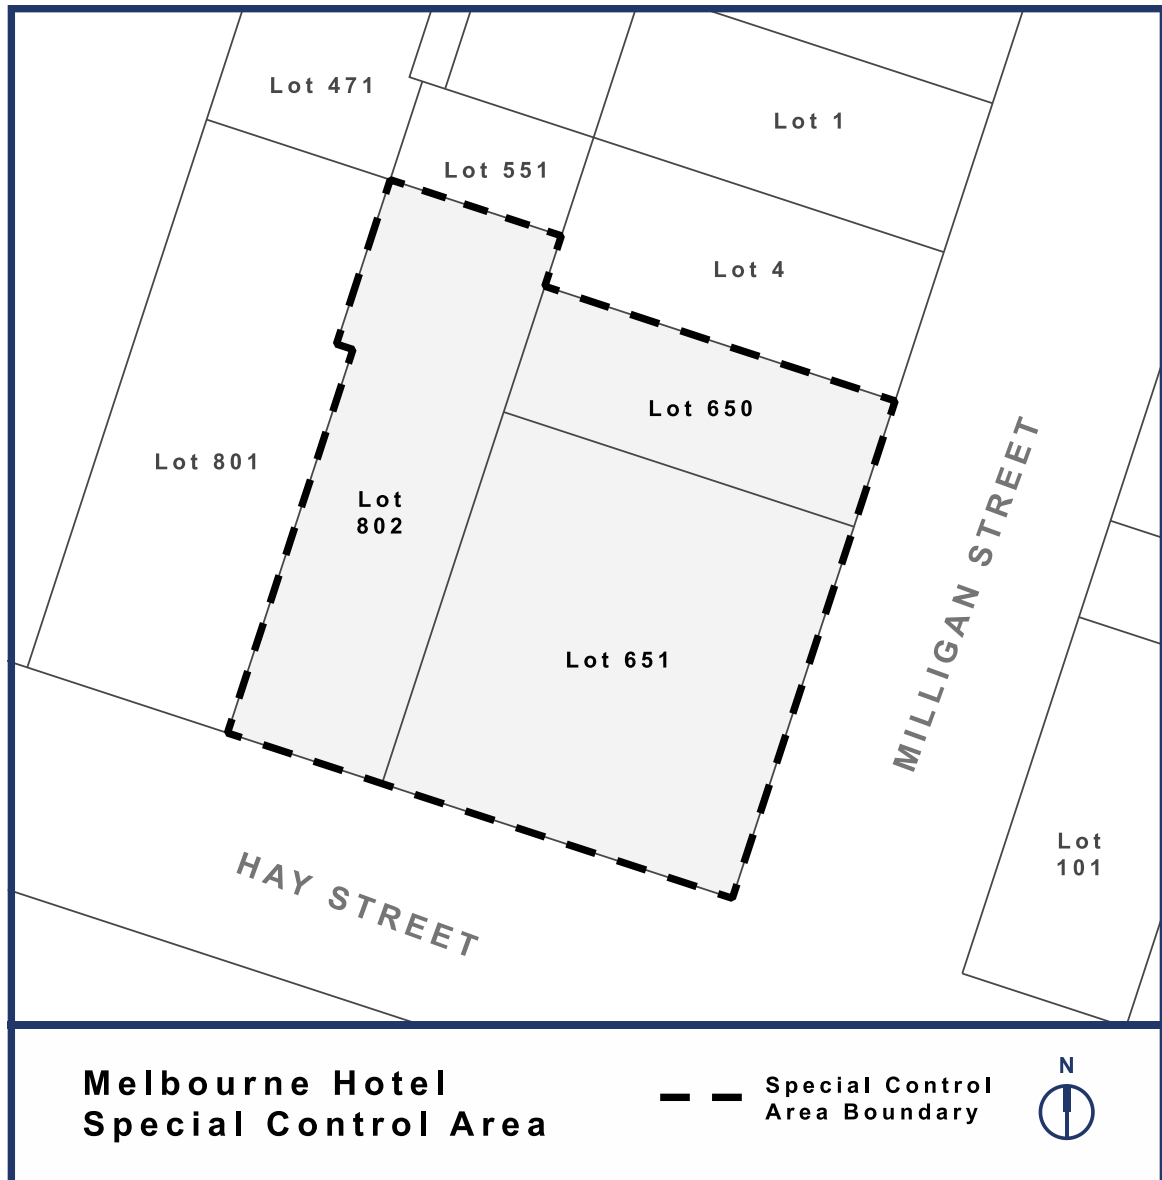 Lot 471
Lot 1
Lot 551
Lot 4
Lot 650
Lot 801
Lot
802
MILLIGAN STREET
Lot 651
Lot
101
HAY STREET
Melbourne Hotel
Special Control Area
Special Control
Area Boundary
N